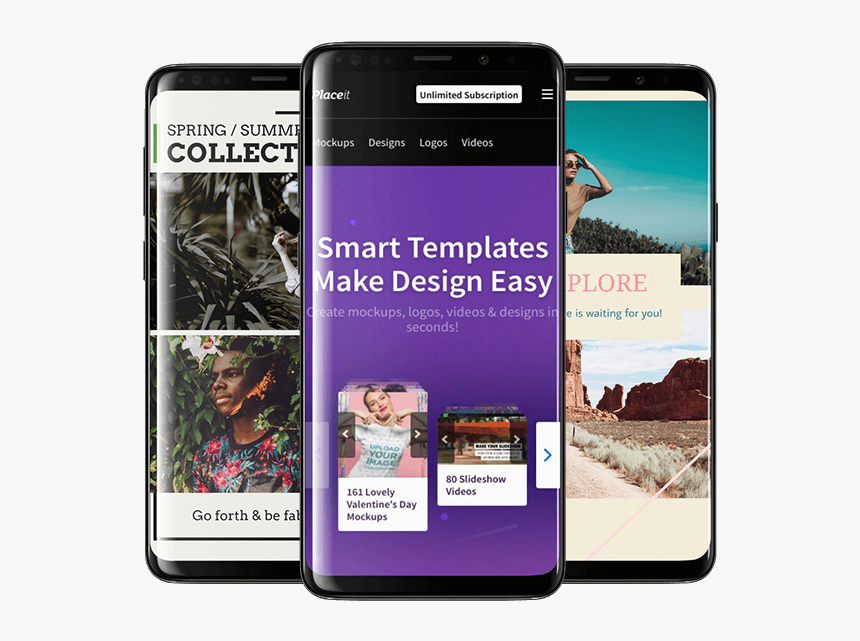 SPRING / SUMME
COLLECT
Go forth & be fab
Placeit
Unlimited Subscription
Mockups Designs Logos Videos
Smart Templates
Make Design Easy
Create mockups, logos, videos & designs in
seconds!
UPLOAD
YOUR
IMAGE
161 Lovely
Valentine's Day
Mockups
MAKE YOUR SLIDESHOW
80 Slideshow
Videos
PLORE
e is waiting for you!